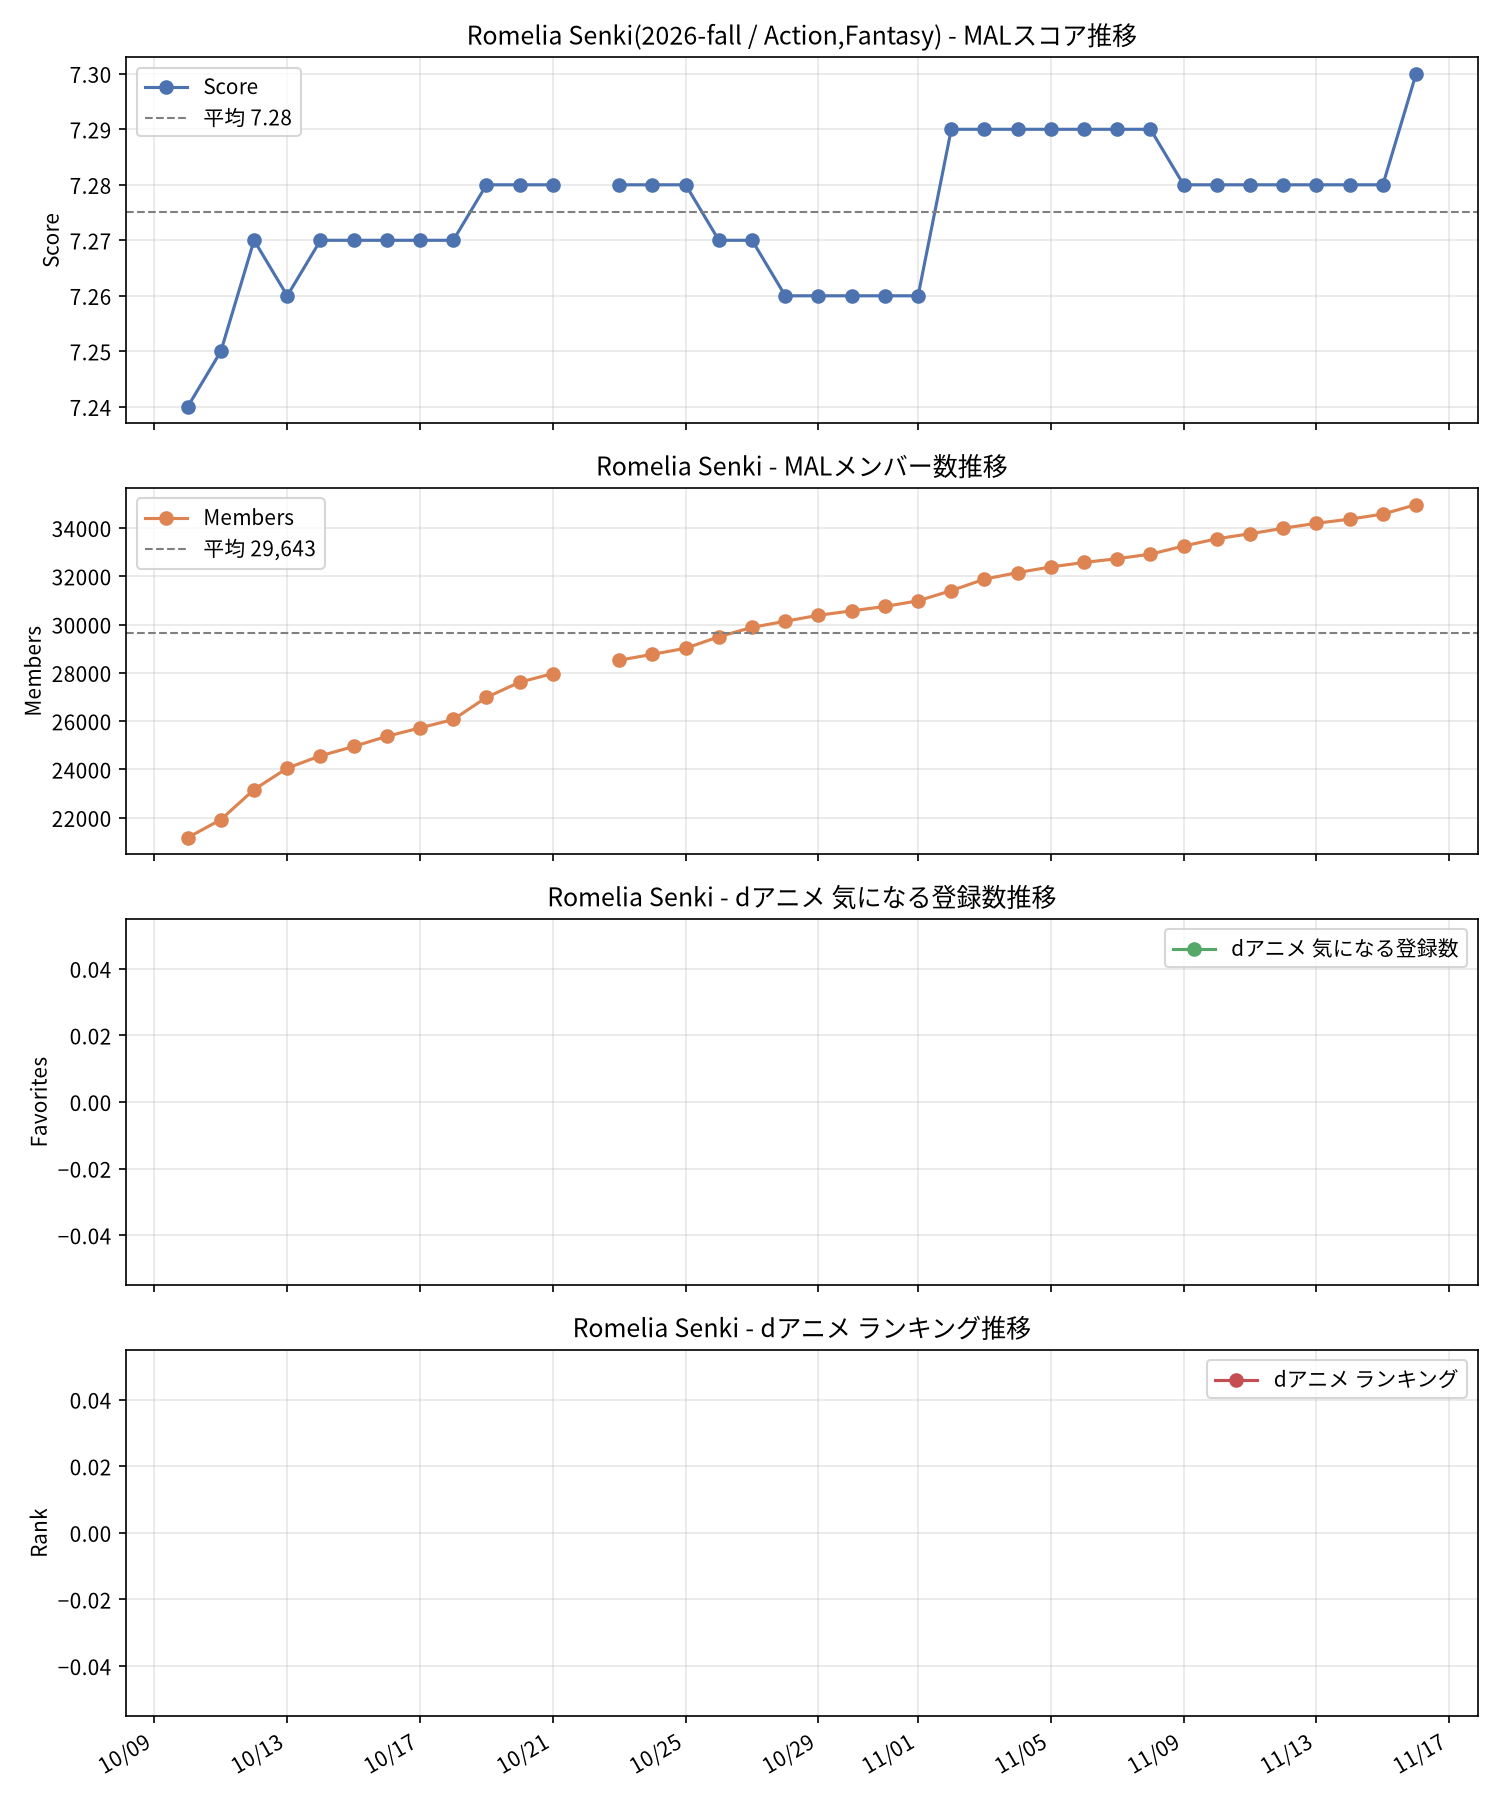 Romelia Senki(2026-fall / Action,Fantasy) - MALスコア推移
7.30
7.29
7.28
7.27
7.26
7.25
7.24
Score
Score
平均 7.28
Romelia Senki - MALメンバー数推移
34000
32000
30000
28000
26000
24000
22000
Members
Members
平均 29,643
Romelia Senki - dアニメ 気になる登録数推移
0.04
0.02
0.00
−0.02
−0.04
Favorites
dアニメ 気になる登録数
Romelia Senki - dアニメ ランキング推移
0.04
0.02
0.00
−0.02
−0.04
Rank
dアニメ ランキング
10/09
10/13
10/17
10/21
10/25
10/29
11/01
11/05
11/09
11/13
11/17